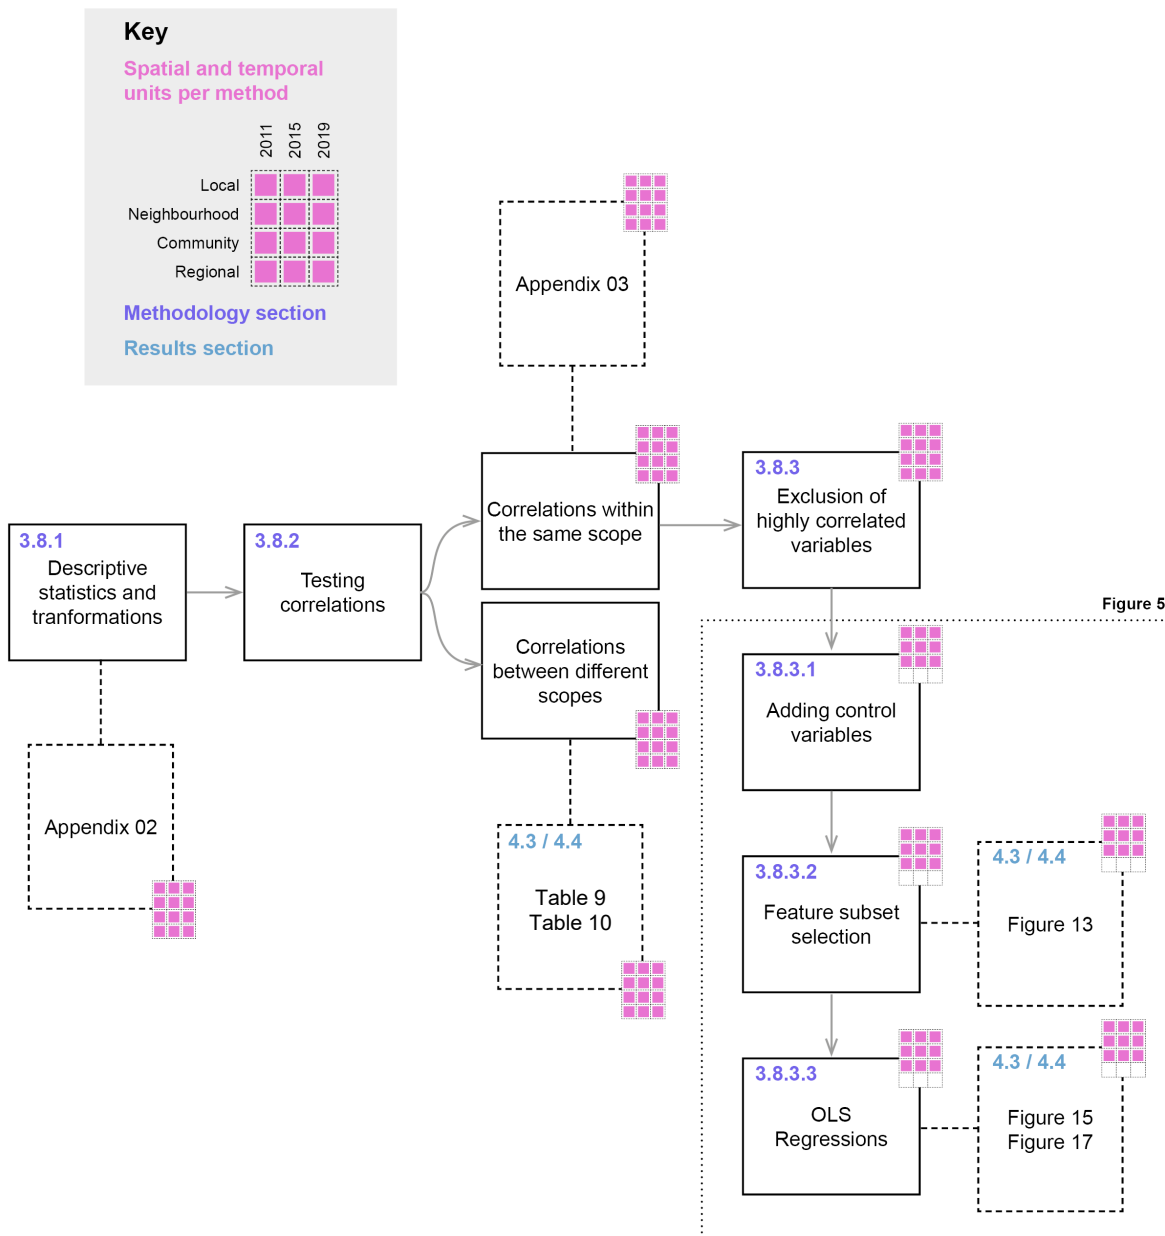 Key
Spatial and temporal
units per method
2011
2015
2019
Local
Neighbourhood
Community
Regional
Methodology section
Results section
Appendix 03
3.8.1
Descriptive
statistics and
tranformations
3.8.2
Testing
correlations
Correlations within
the same scope
3.8.3
Exclusion of
highly correlated
variables
Correlations
between different
scopes
Figure 5
3.8.3.1
Adding control
variables
Appendix 02
4.3 / 4.4
Table 9
Table 10
3.8.3.2
Feature subset
selection
4.3 / 4.4
Figure 13
3.8.3.3
OLS
Regressions
4.3 / 4.4
Figure 15
Figure 17